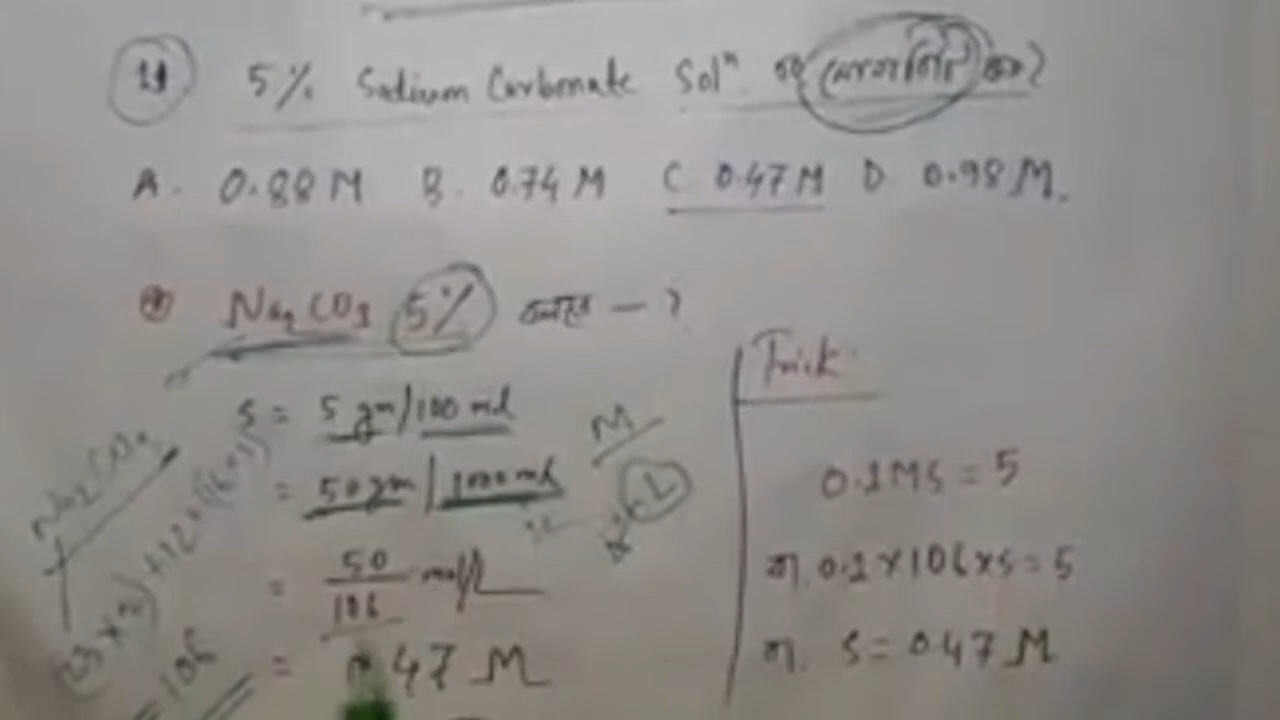 5% Sodium Carbonate Solⁿ এর মোলারিটি কত?
A. 0.88 M B. 0.74 M C. 0.47 M D. 0.98 M.
Na₂CO₃ 5% বলতে — ?
S = 5 gm/100 ml
= 50 gm/1000 ml
M
L
= 50/106 mol/L
= 0.47 M
Na₂CO₃
= 106
Trick
0.1MS = 5
বা, 0.1×106×S = 5
বা, S = 0.47 M